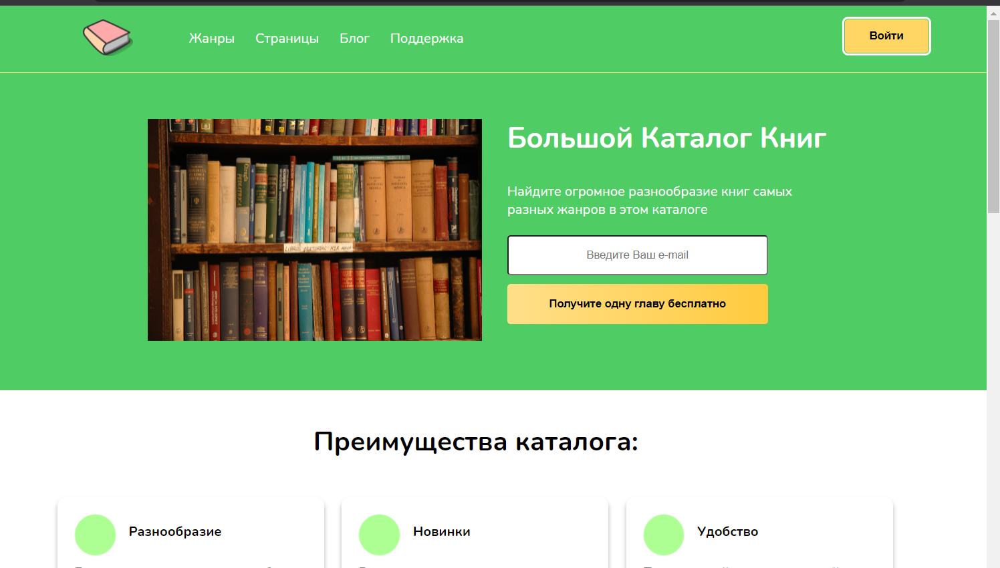 Жанры Страницы Блог Поддержка
Войти
Большой Каталог Книг
Найдите огромное разнообразие книг самых
разных жанров в этом каталоге
Введите Ваш e-mail
Получите одну главу бесплатно
Преимущества каталога:
Разнообразие
Новинки
Удобство